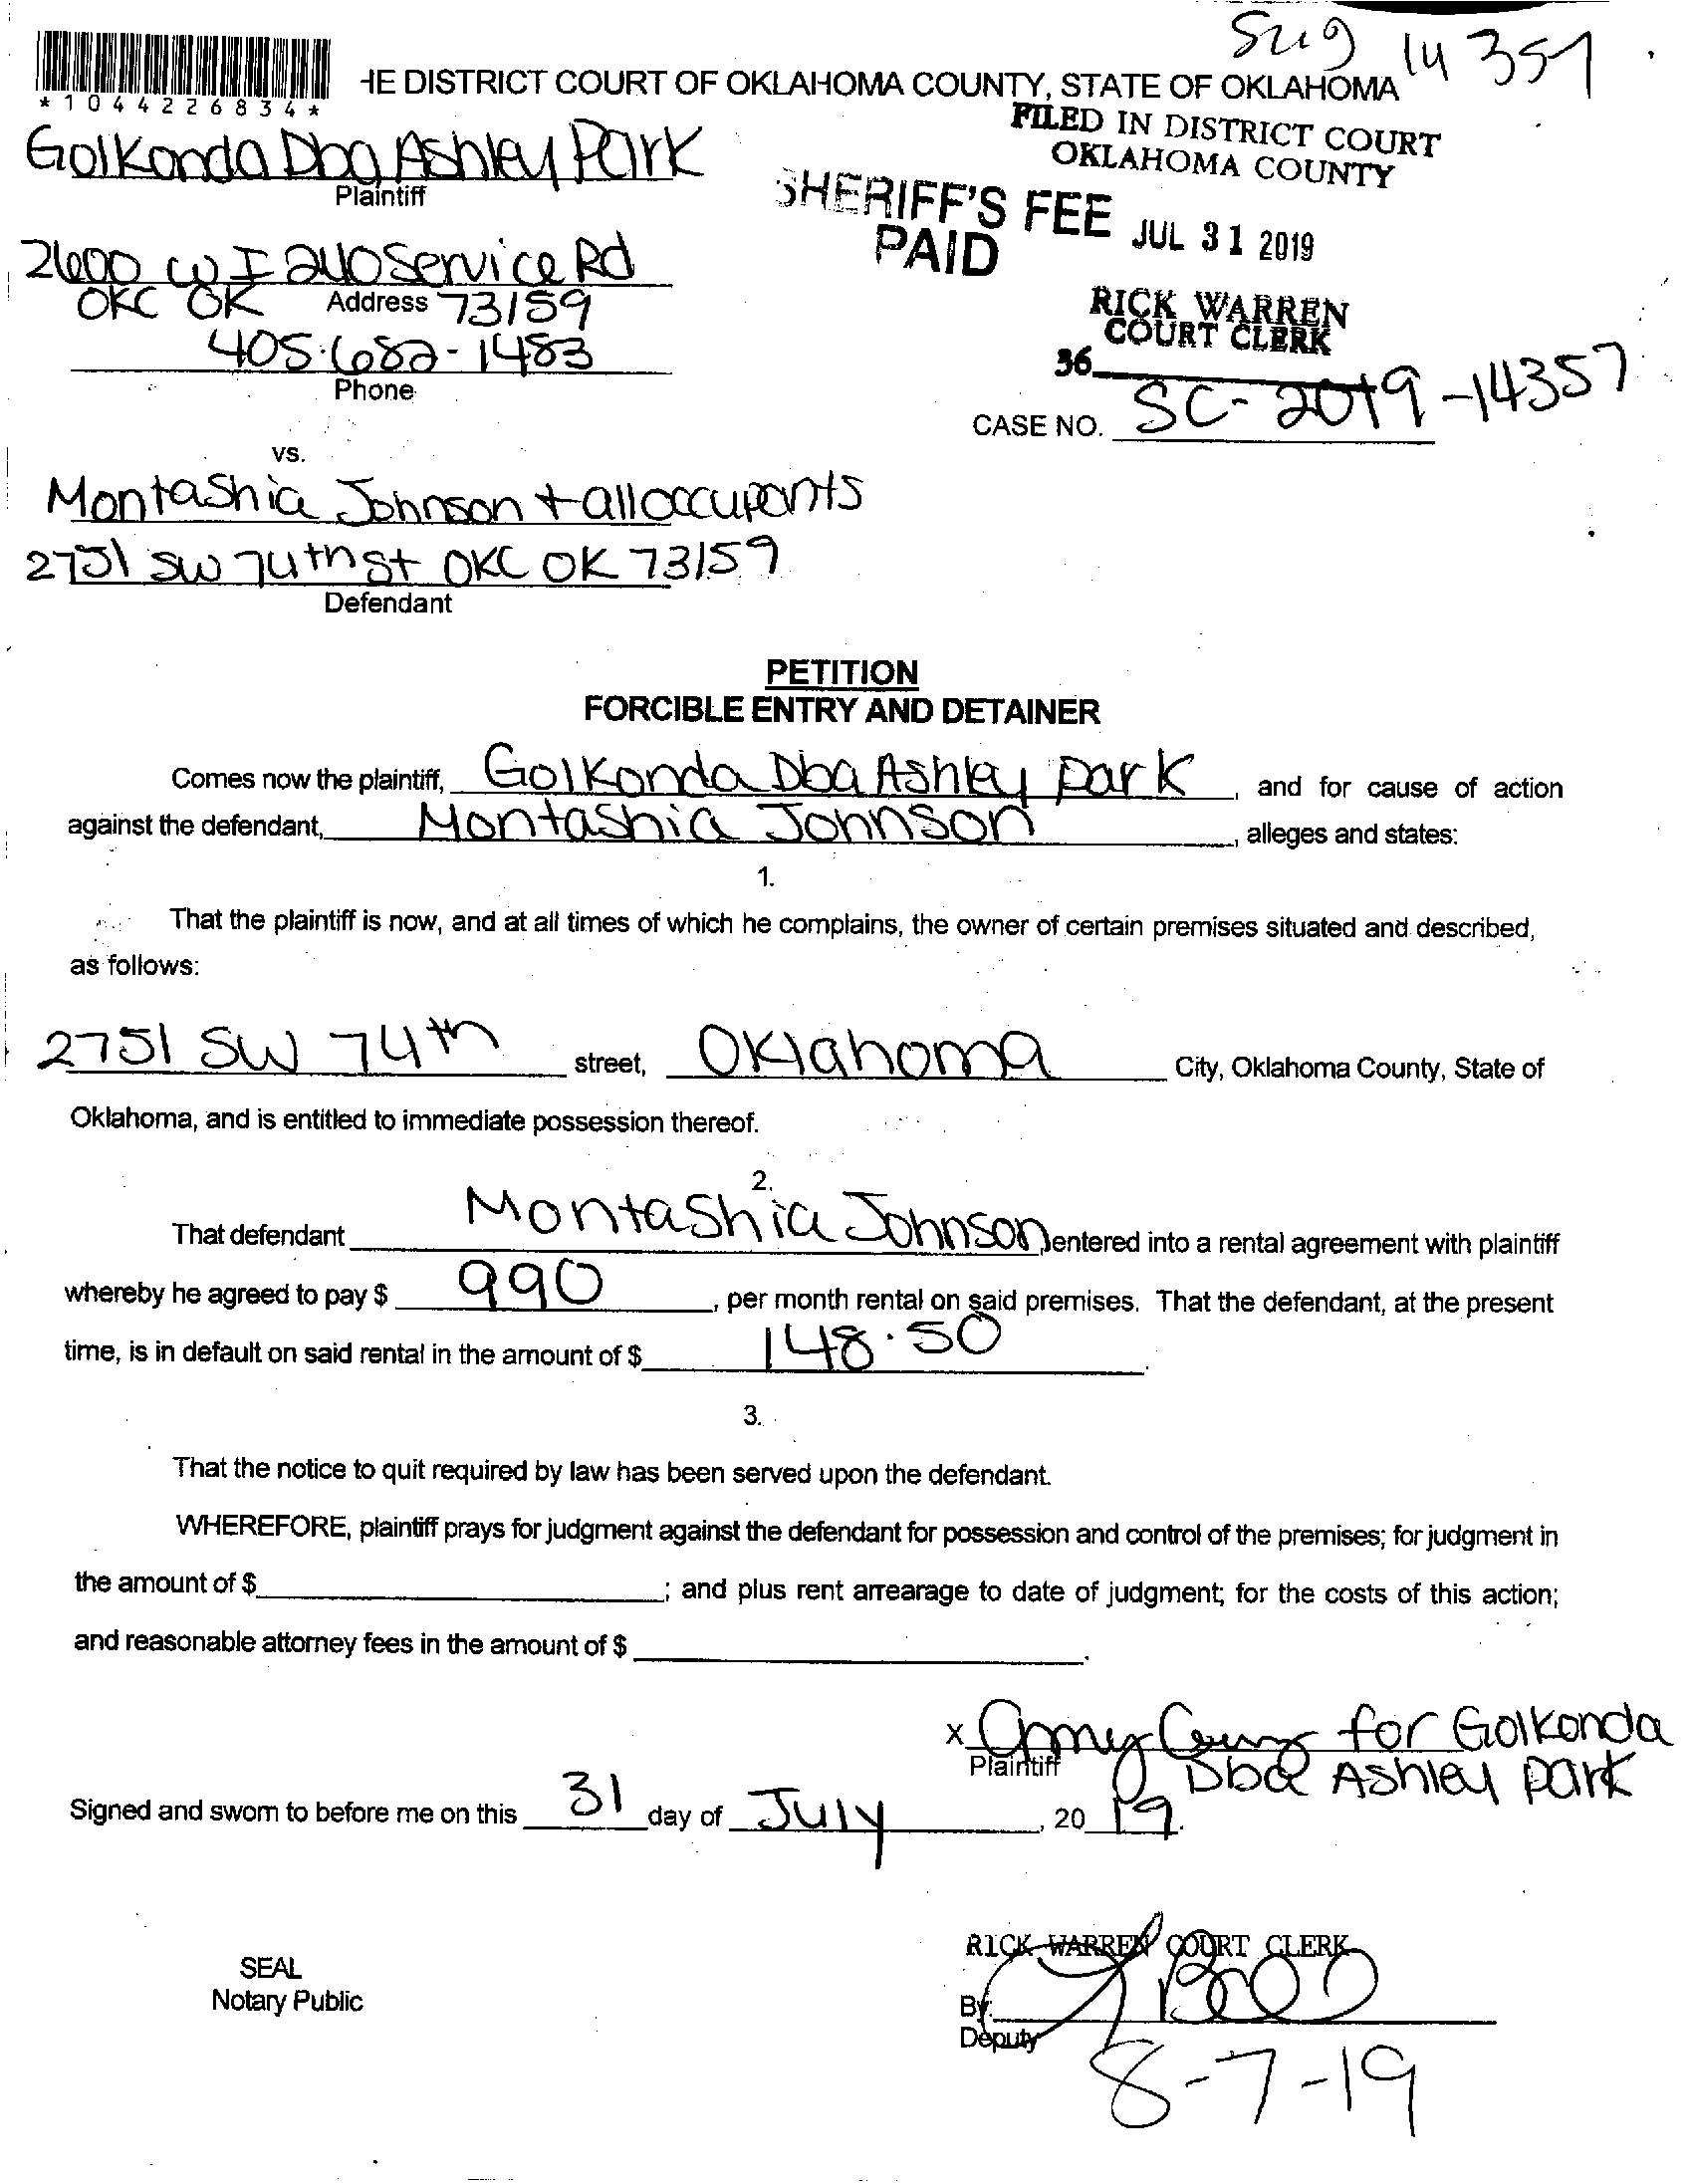 14351
*1044226834*
HE DISTRICT COURT OF OKLAHOMA COUNTY, STATE OF OKLAHOMA
FILED IN DISTRICT COURT
OKLAHOMA COUNTY
Golkonda Dba Ashley Park
Plaintiff
SHERIFF'S FEE
PAID
JUL 31 2019
2600 W I 240 Service Rd
OKC OK Address 73159
RICK WARREN
COURT CLERK
405-682-1483
Phone
36
CASE NO. SC-2019-14357
vs.
Montashia Johnson + all occupants
2751 SW 74th St OKC OK 73159
Defendant
PETITION
FORCIBLE ENTRY AND DETAINER
Comes now the plaintiff, Golkonda Dba Ashley Park, and for cause of action
against the defendant, Montashia Johnson, alleges and states:
1.
That the plaintiff is now, and at all times of which he complains, the owner of certain premises situated and described,
as follows:
2751 SW 74th street, Oklahoma City, Oklahoma County, State of
Oklahoma, and is entitled to immediate possession thereof.
2.
That defendant Montashia Johnson entered into a rental agreement with plaintiff
whereby he agreed to pay $ 990, per month rental on said premises. That the defendant, at the present
time, is in default on said rental in the amount of $ 148.50.
3.
That the notice to quit required by law has been served upon the defendant.
WHEREFORE, plaintiff prays for judgment against the defendant for possession and control of the premises; for judgment in
the amount of $ ; and plus rent arrearage to date of judgment; for the costs of this action;
and reasonable attorney fees in the amount of $ .
X Amy for Golkonda
Plaintiff Dba Ashley Park
Signed and sworn to before me on this 31 day of July, 20 19.
RICK WARREN COURT CLERK
SEAL
Notary Public
By:
Deputy
8-7-19